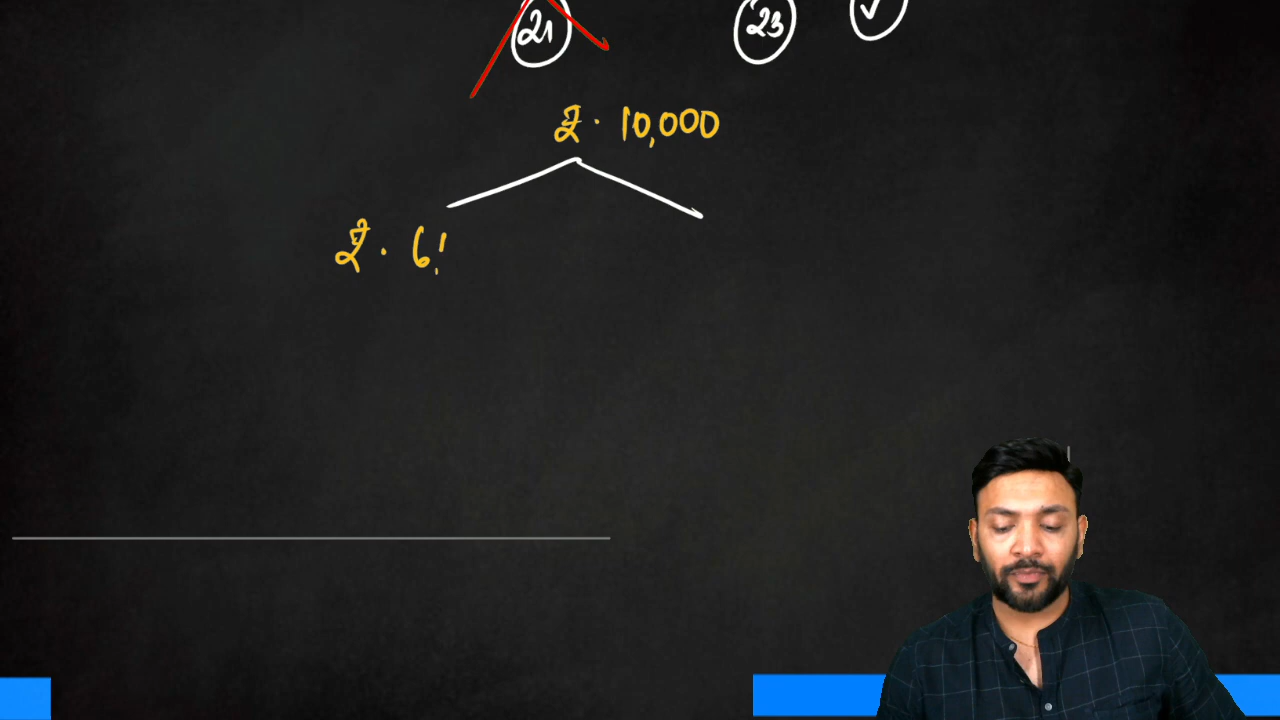 21 23 ✓
₹. 10,000
₹. 6